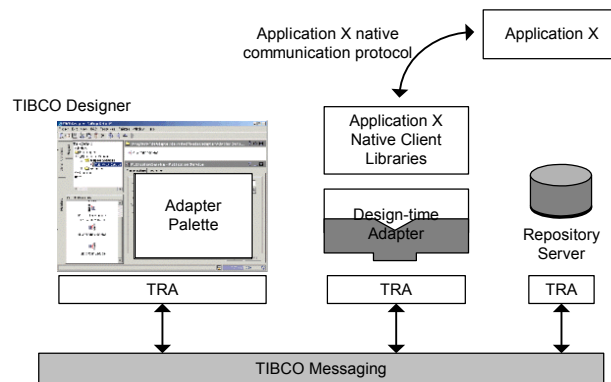 Application X native
communication protocol
Application X
TIBCO Designer
Application X
Native Client
Libraries
Adapter
Palette
Design-time
Adapter
Repository
Server
TRA
TRA
TRA
TIBCO Messaging